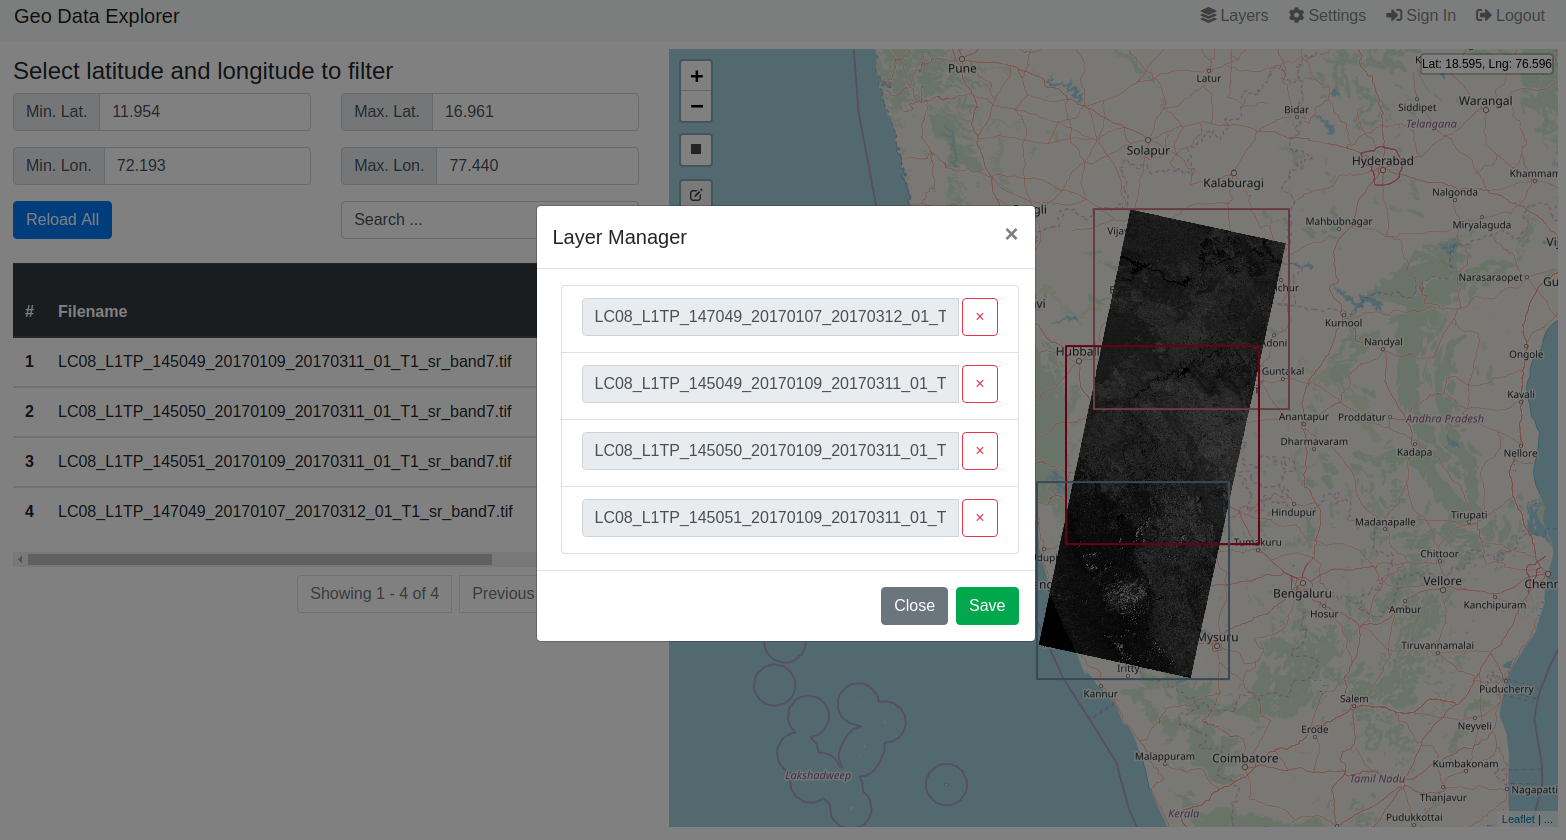 Geo Data Explorer
Layers Settings Sign In Logout
Select latitude and longitude to filter
Min. Lat. 11.954 Max. Lat. 16.961
Min. Lon. 72.193 Max. Lon. 77.440
Reload All Search ...
# Filename
1 LC08_L1TP_145049_20170109_20170311_01_T1_sr_band7.tif
2 LC08_L1TP_145050_20170109_20170311_01_T1_sr_band7.tif
3 LC08_L1TP_145051_20170109_20170311_01_T1_sr_band7.tif
4 LC08_L1TP_147049_20170107_20170312_01_T1_sr_band7.tif
Showing 1 - 4 of 4 Previous
Layer Manager ×
LC08_L1TP_147049_20170107_20170312_01_T ×
LC08_L1TP_145049_20170109_20170311_01_T ×
LC08_L1TP_145050_20170109_20170311_01_T ×
LC08_L1TP_145051_20170109_20170311_01_T ×
Close Save
+
−
Lat: 18.595, Lng: 76.596
Pune
Latur
Bidar
Siddipet
Warangal
Telangana
Solapur
Hyderabad
Kalaburagi
Khammam
Nalgonda
Mahbubnagar
Miryalaguda
Narasaraopet
Kurnool
Nandyal
Ongole
Adoni
Guntakal
Kavali
Anantapur
Proddatur
Andhra Pradesh
Dharmavaram
Kadapa
Nellore
Hindupur
Madanapalle
Tirupati
Tumakuru
Chittoor
Vellore
Chenn
Bengaluru
Hosur
Ambur
Kanchipuram
Mysuru
Tiruvannamalai
Iritty
Kannur
Salem
Puducherry
Erode
Neyveli
Malappuram
Coimbatore
Kumbakonam
Lakshadweep
Tamil Nadu
Nagapatti
Thanjavur
Kerala
Pudukkottai
Leaflet | ...